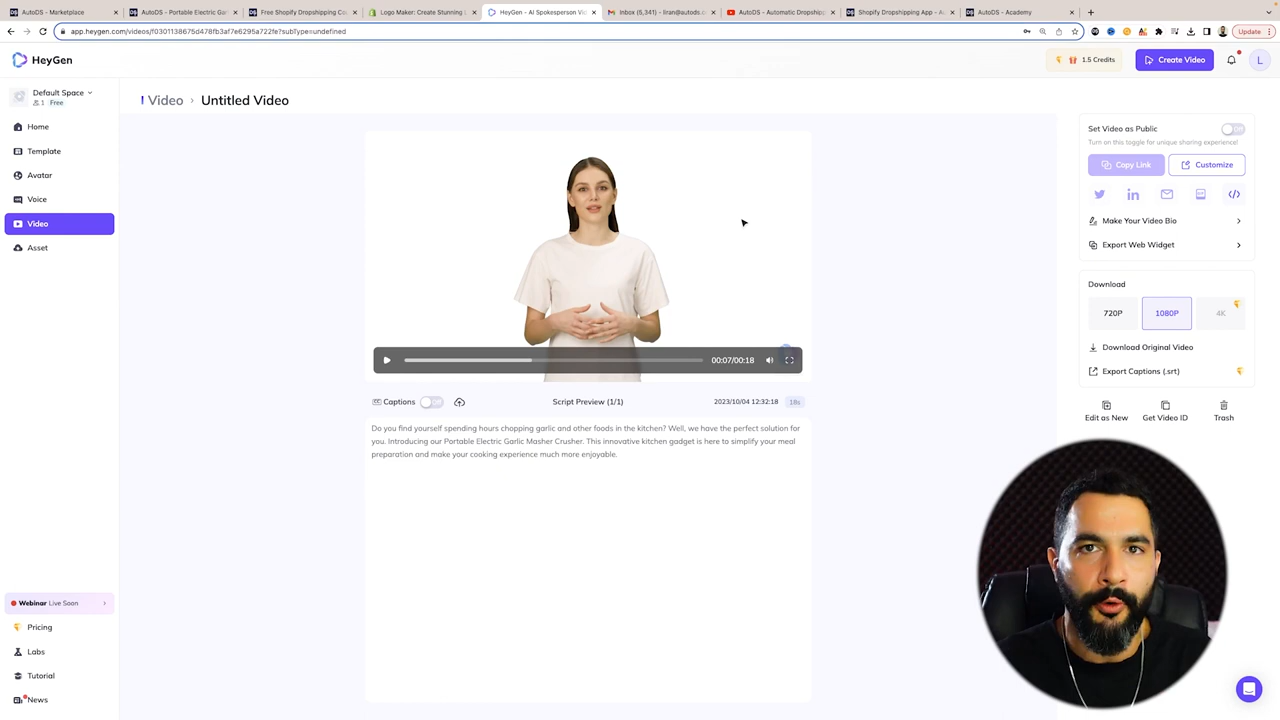 AutoDS - Marketplace
AutoDS - Portable Electric Ga
Free Shopify Dropshipping Co
Logo Maker: Create Stunning L
HeyGen - AI Spokesperson Vi
Inbox (5,341) - liran@autods.c
AutoDS - Automatic Dropship
Shopify Dropshipping App - A
AutoDS - Academy
app.heygen.com/videos/f0301138675d478fb3af7e6295a722fe?subType=undefined
Update
HeyGen
1.5 Credits
Create Video
L
Default Space
1 Free
Video › Untitled Video
Home
Template
Avatar
Voice
Video
Asset
Set Video as Public
Off
Turn on this toggle for unique sharing experience!
Copy Link
Customize
Make Your Video Bio
Export Web Widget
Download
720P
1080P
4K
Download Original Video
Export Captions (.srt)
Edit as New
Get Video ID
Trash
00:07/00:18
Captions
Off
Script Preview (1/1)
2023/10/04 12:32:18
18s
Do you find yourself spending hours chopping garlic and other foods in the kitchen? Well, we have the perfect solution for
you. Introducing our Portable Electric Garlic Masher Crusher. This innovative kitchen gadget is here to simplify your meal
preparation and make your cooking experience much more enjoyable.
Webinar Live Soon
Pricing
Labs
Tutorial
News